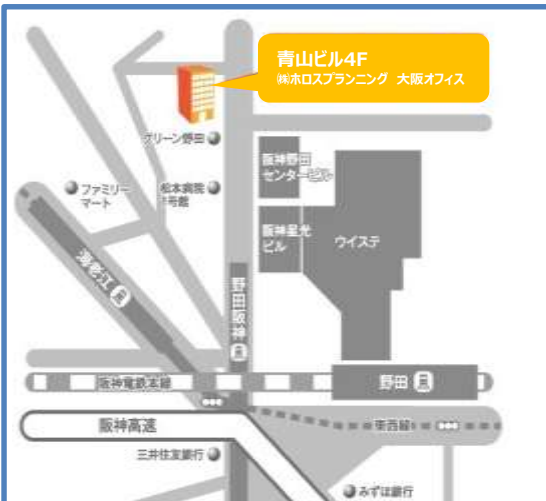 青山ビル4F
㈱ホロスプランニング 大阪オフィス
グリーン野田
阪神野田
センタービル
ファミリー
マート
松本病院
1号館
阪神星光
ビル
ウイステ
海老江
野田阪神
阪神電鉄本線
野田
阪神高速
東西線
三井住友銀行
みずほ銀行